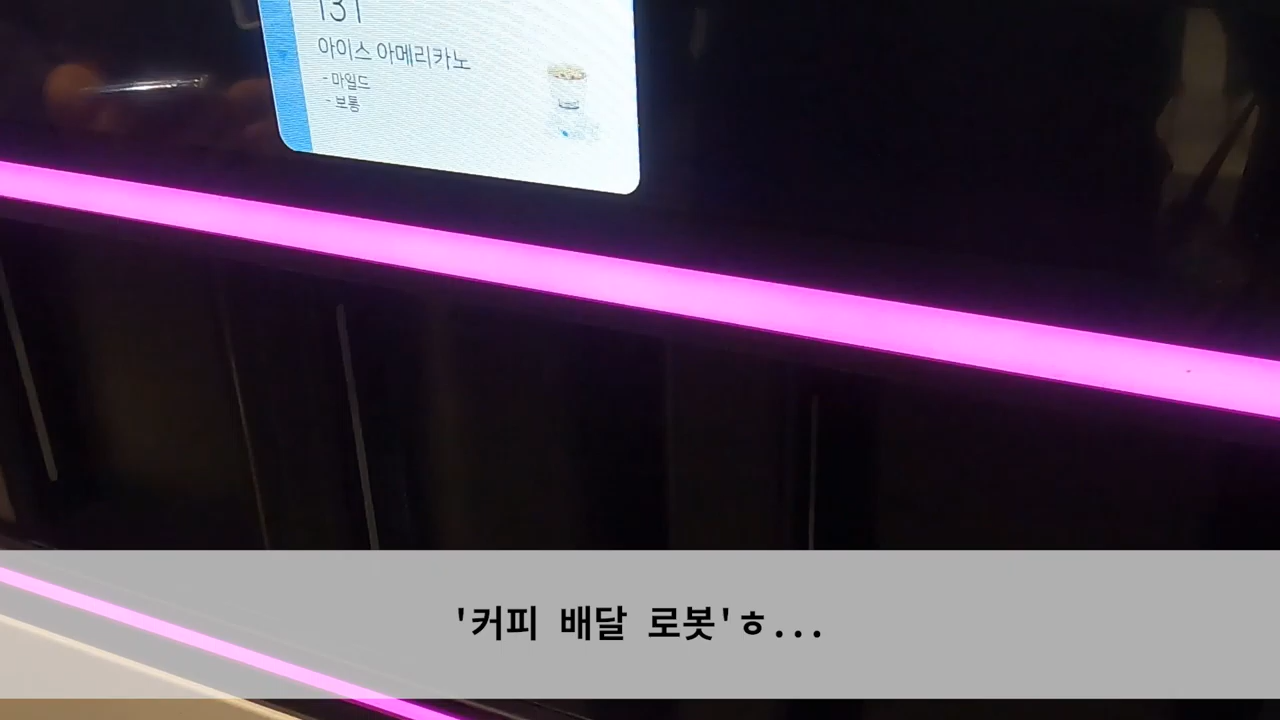 131
아이스 아메리카노
- 마일드
- 보통
'커피 배달 로봇'ㅎ...